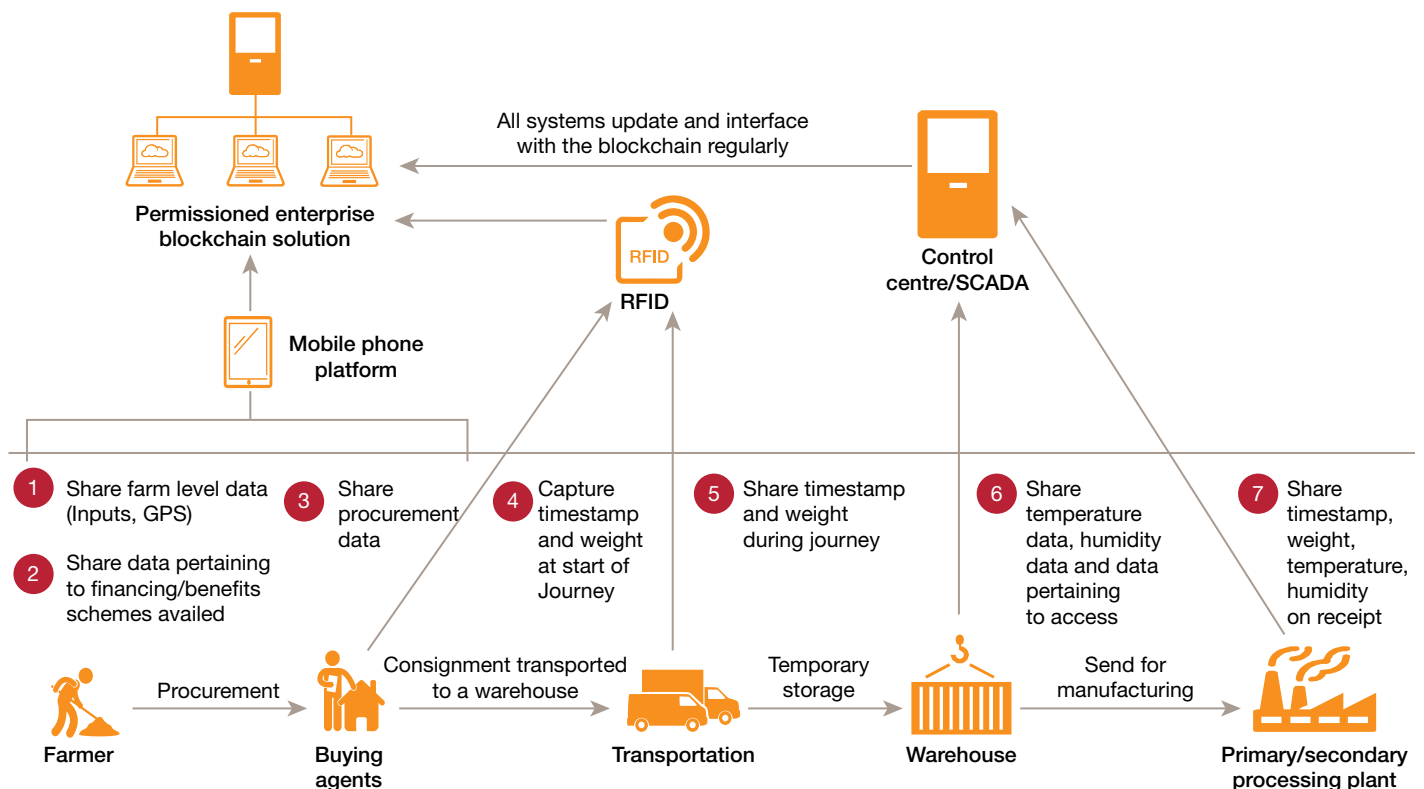 All systems update and interface
with the blockchain regularly
Permissioned enterprise
blockchain solution
RFID
RFID
Control
centre/SCADA
Mobile phone
platform
1
Share farm level data
(Inputs, GPS)
2
Share data pertaining
to financing/benefits
schemes availed
3
Share
procurement
data
4
Capture
timestamp
and weight
at start of
Journey
5
Share timestamp
and weight
during journey
6
Share
temperature
data, humidity
data and data
pertaining
to access
7
Share
timestamp,
weight,
temperature,
humidity
on receipt
Procurement
Consignment transported
to a warehouse
Temporary
storage
Send for
manufacturing
Farmer
Buying
agents
Transportation
Warehouse
Primary/secondary
processing plant